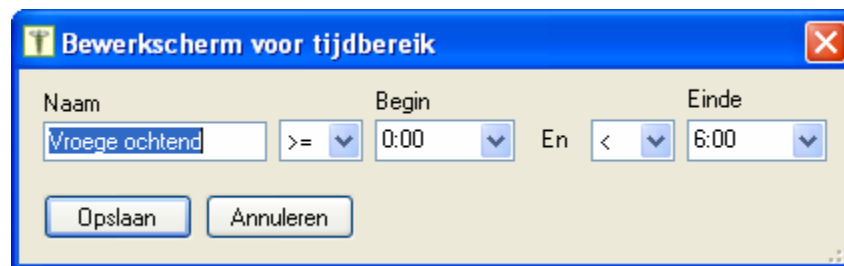 Bewerkscherm voor tijdbereik
Naam Begin Einde
Vroege ochtend >= 0:00 En < 6:00
Opslaan Annuleren